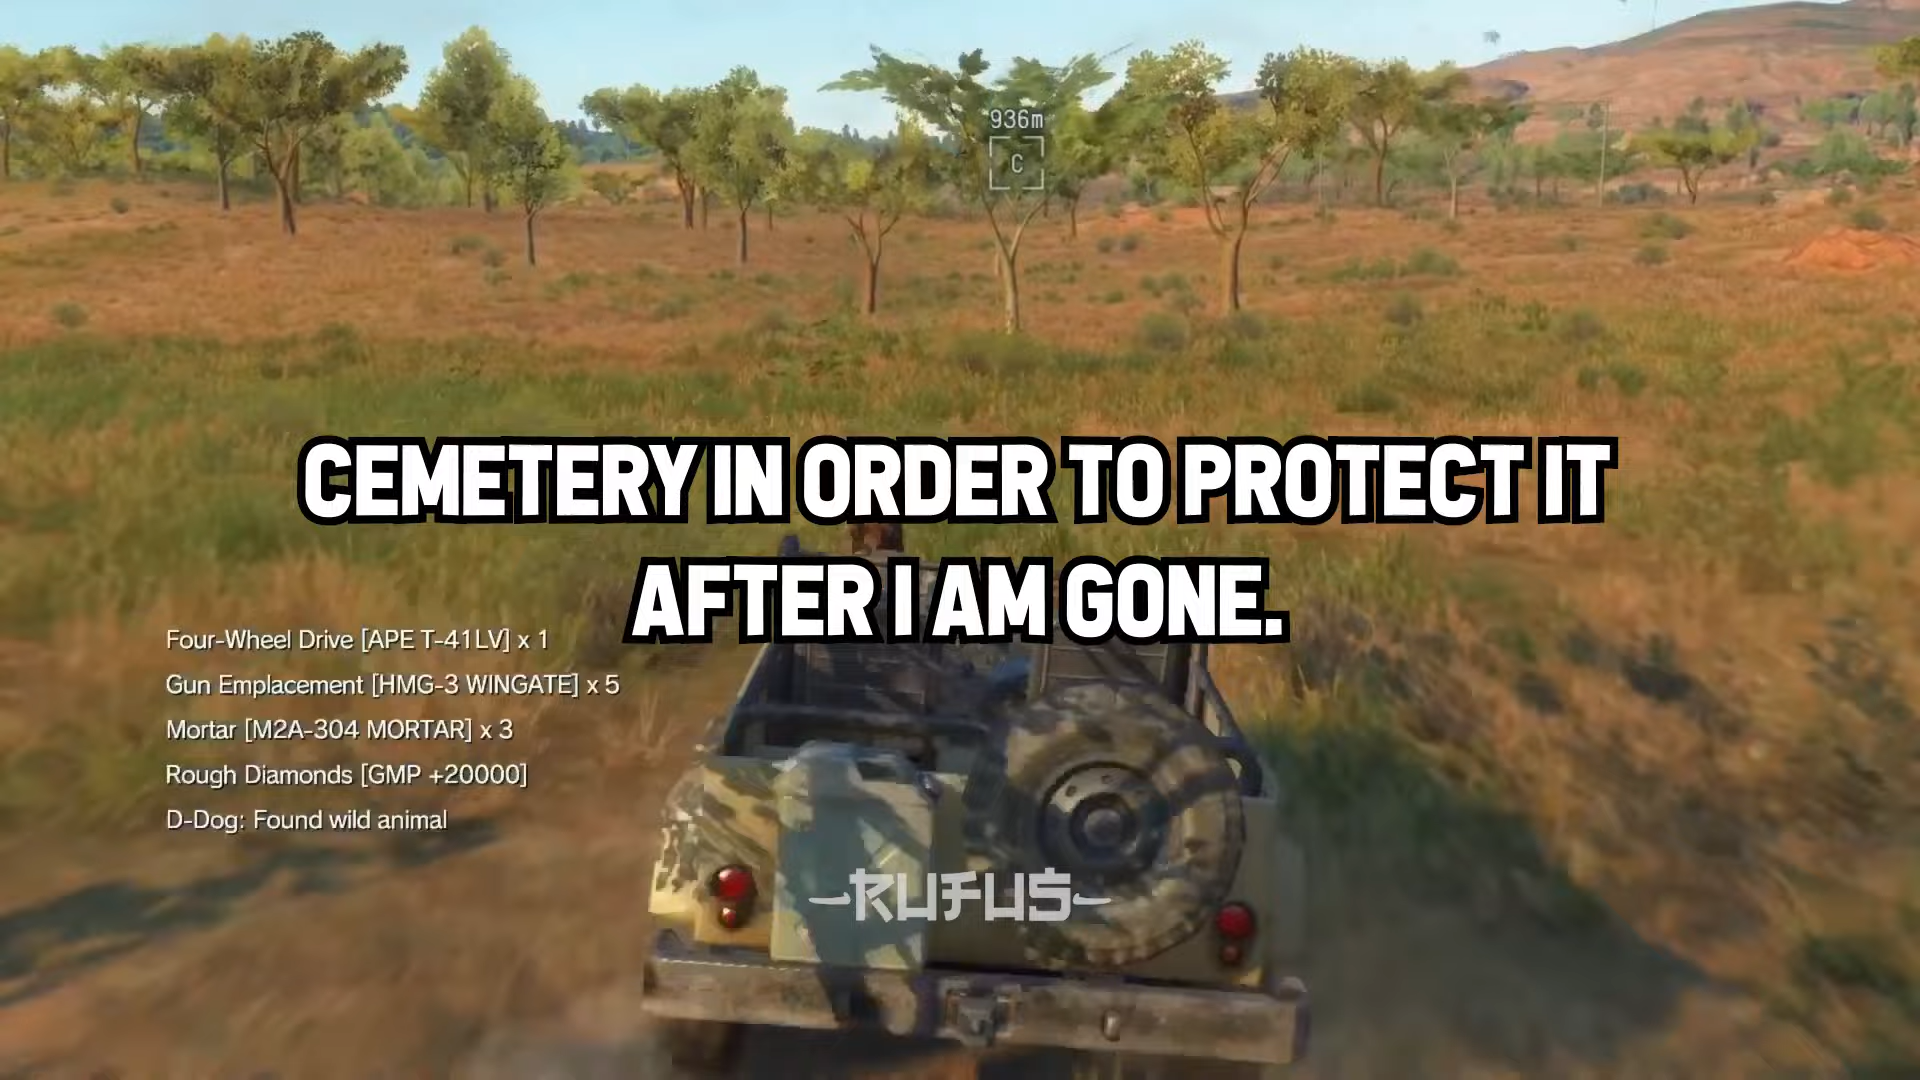 936m
C
CEMETERY IN ORDER TO PROTECT IT
AFTER I AM GONE.
Four-Wheel Drive [APE T-41LV] x 1
Gun Emplacement [HMG-3 WINGATE] x 5
Mortar [M2A-304 MORTAR] x 3
Rough Diamonds [GMP +20000]
D-Dog: Found wild animal
-RUFUS-